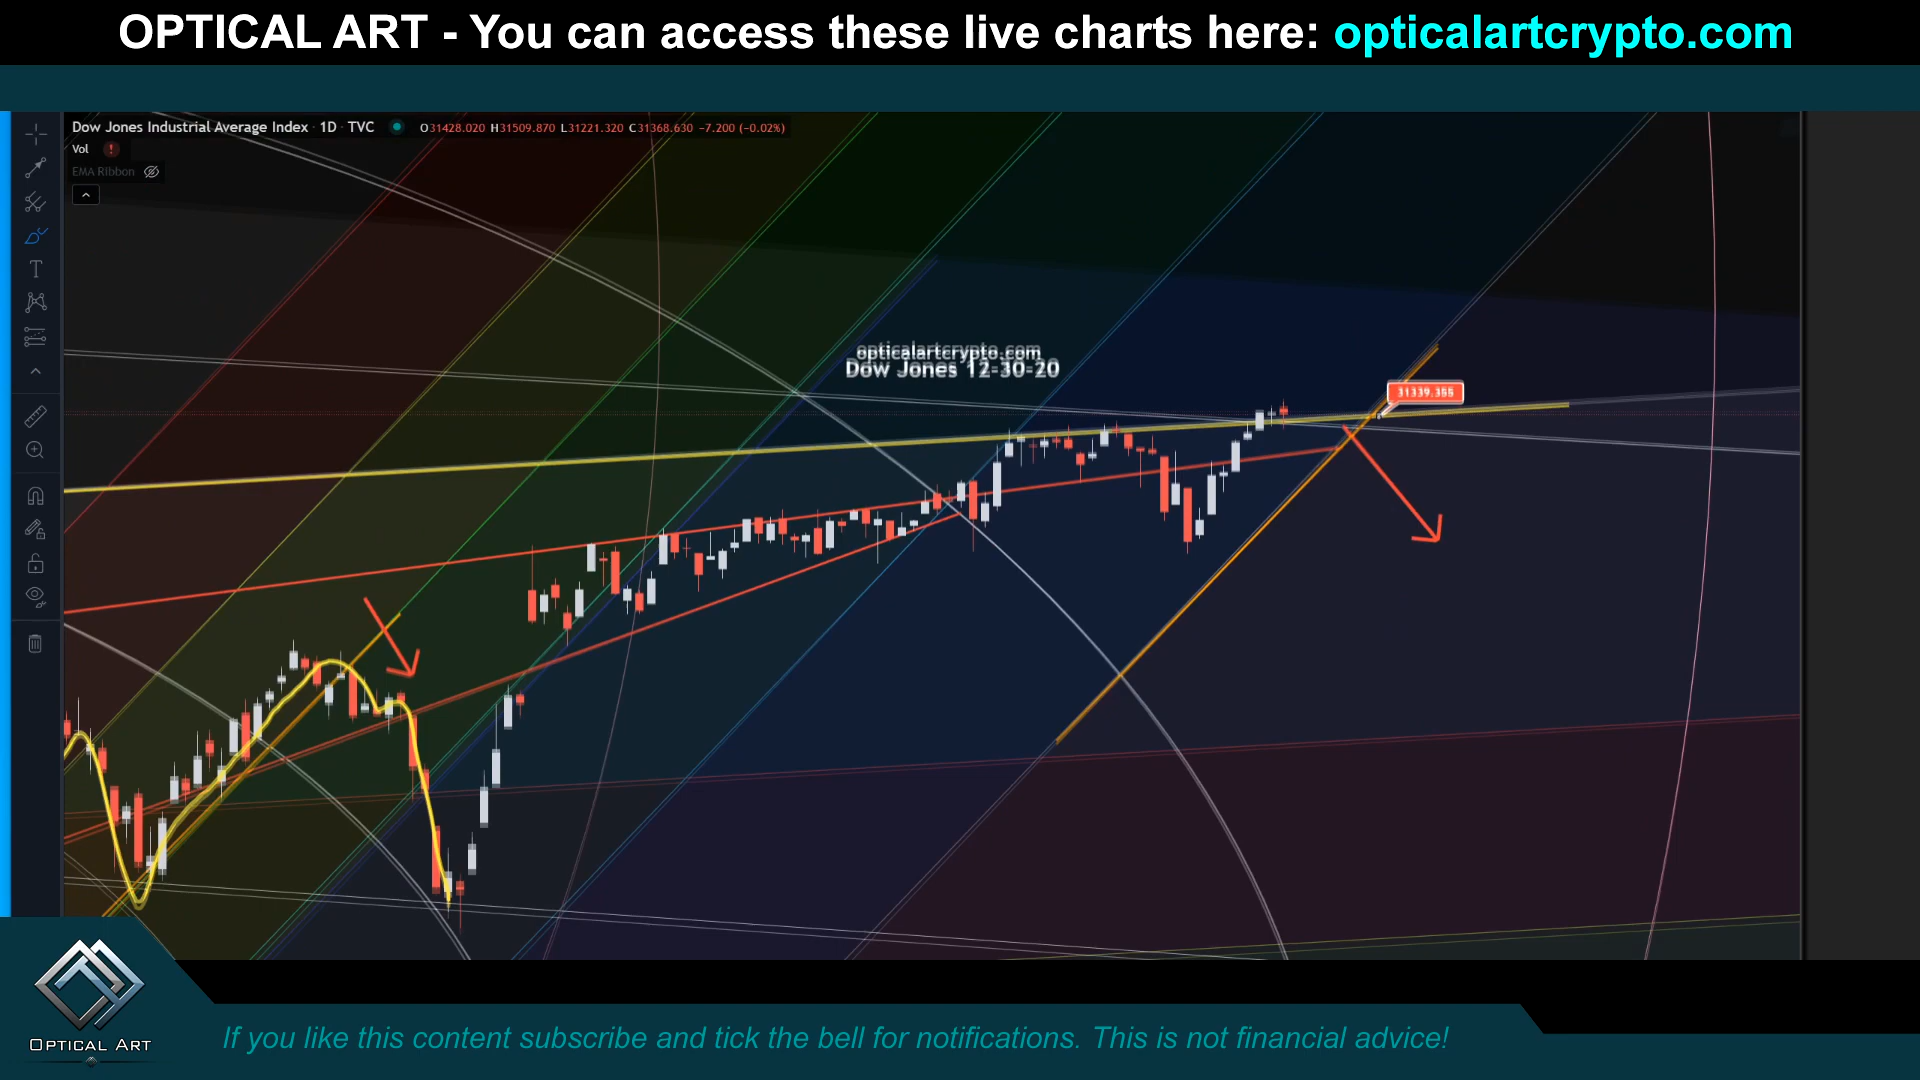 OPTICAL ART - You can access these live charts here: opticalartcrypto.com
Dow Jones Industrial Average Index · 1D · TVC O31428.020 H31509.870 L31221.320 C31368.630 −7.200 (−0.02%)
Vol
EMA Ribbon
opticalartcrypto.com
Dow Jones 12-30-20
31339.355
OPTICAL ART
If you like this content subscribe and tick the bell for notifications. This is not financial advice!